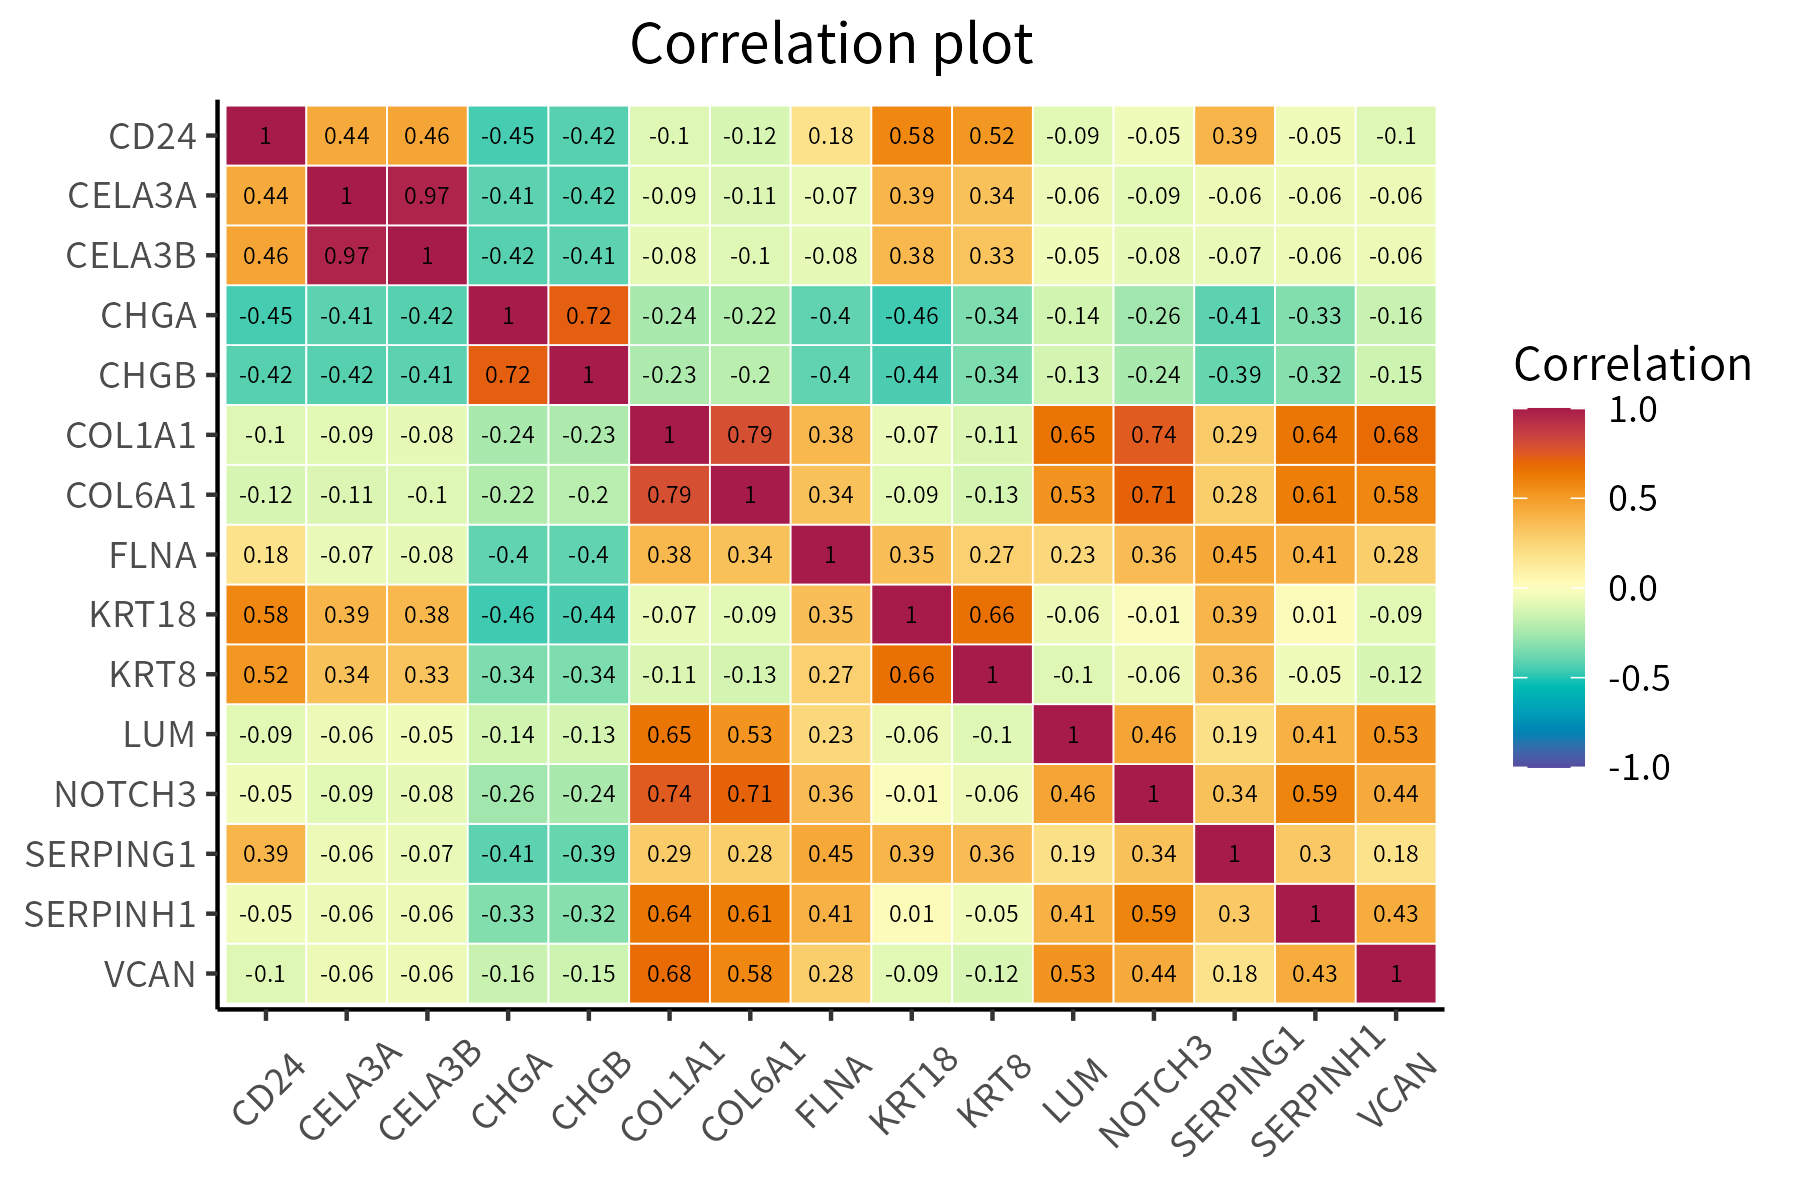 Correlation plot
CD24 1 0.44 0.46 -0.45 -0.42 -0.1 -0.12 0.18 0.58 0.52 -0.09 -0.05 0.39 -0.05 -0.1
CELA3A 0.44 1 0.97 -0.41 -0.42 -0.09 -0.11 -0.07 0.39 0.34 -0.06 -0.09 -0.06 -0.06 -0.06
CELA3B 0.46 0.97 1 -0.42 -0.41 -0.08 -0.1 -0.08 0.38 0.33 -0.05 -0.08 -0.07 -0.06 -0.06
CHGA -0.45 -0.41 -0.42 1 0.72 -0.24 -0.22 -0.4 -0.46 -0.34 -0.14 -0.26 -0.41 -0.33 -0.16
CHGB -0.42 -0.42 -0.41 0.72 1 -0.23 -0.2 -0.4 -0.44 -0.34 -0.13 -0.24 -0.39 -0.32 -0.15
COL1A1 -0.1 -0.09 -0.08 -0.24 -0.23 1 0.79 0.38 -0.07 -0.11 0.65 0.74 0.29 0.64 0.68
COL6A1 -0.12 -0.11 -0.1 -0.22 -0.2 0.79 1 0.34 -0.09 -0.13 0.53 0.71 0.28 0.61 0.58
FLNA 0.18 -0.07 -0.08 -0.4 -0.4 0.38 0.34 1 0.35 0.27 0.23 0.36 0.45 0.41 0.28
KRT18 0.58 0.39 0.38 -0.46 -0.44 -0.07 -0.09 0.35 1 0.66 -0.06 -0.01 0.39 0.01 -0.09
KRT8 0.52 0.34 0.33 -0.34 -0.34 -0.11 -0.13 0.27 0.66 1 -0.1 -0.06 0.36 -0.05 -0.12
LUM -0.09 -0.06 -0.05 -0.14 -0.13 0.65 0.53 0.23 -0.06 -0.1 1 0.46 0.19 0.41 0.53
NOTCH3 -0.05 -0.09 -0.08 -0.26 -0.24 0.74 0.71 0.36 -0.01 -0.06 0.46 1 0.34 0.59 0.44
SERPING1 0.39 -0.06 -0.07 -0.41 -0.39 0.29 0.28 0.45 0.39 0.36 0.19 0.34 1 0.3 0.18
SERPINH1 -0.05 -0.06 -0.06 -0.33 -0.32 0.64 0.61 0.41 0.01 -0.05 0.41 0.59 0.3 1 0.43
VCAN -0.1 -0.06 -0.06 -0.16 -0.15 0.68 0.58 0.28 -0.09 -0.12 0.53 0.44 0.18 0.43 1
CD24 CELA3A CELA3B CHGA CHGB COL1A1 COL6A1 FLNA KRT18 KRT8 LUM NOTCH3 SERPING1 SERPINH1 VCAN
Correlation
1.0
0.5
0.0
-0.5
-1.0